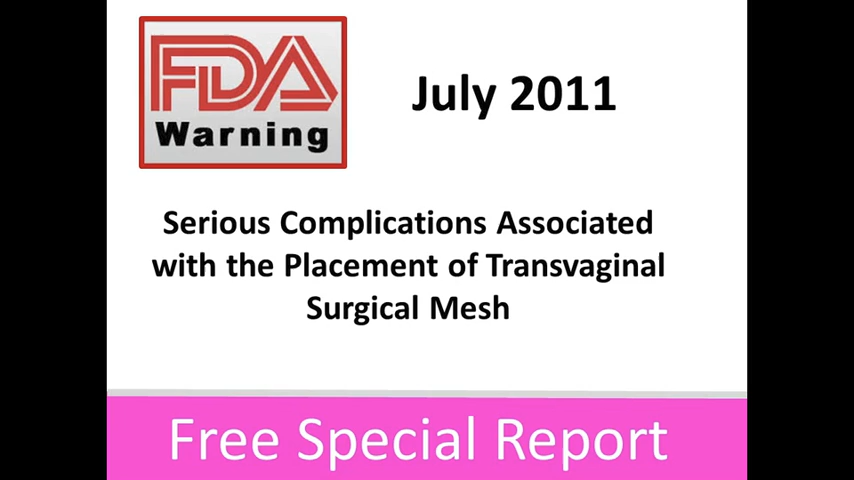 FDA
Warning
July 2011
Serious Complications Associated
with the Placement of Transvaginal
Surgical Mesh
Free Special Report